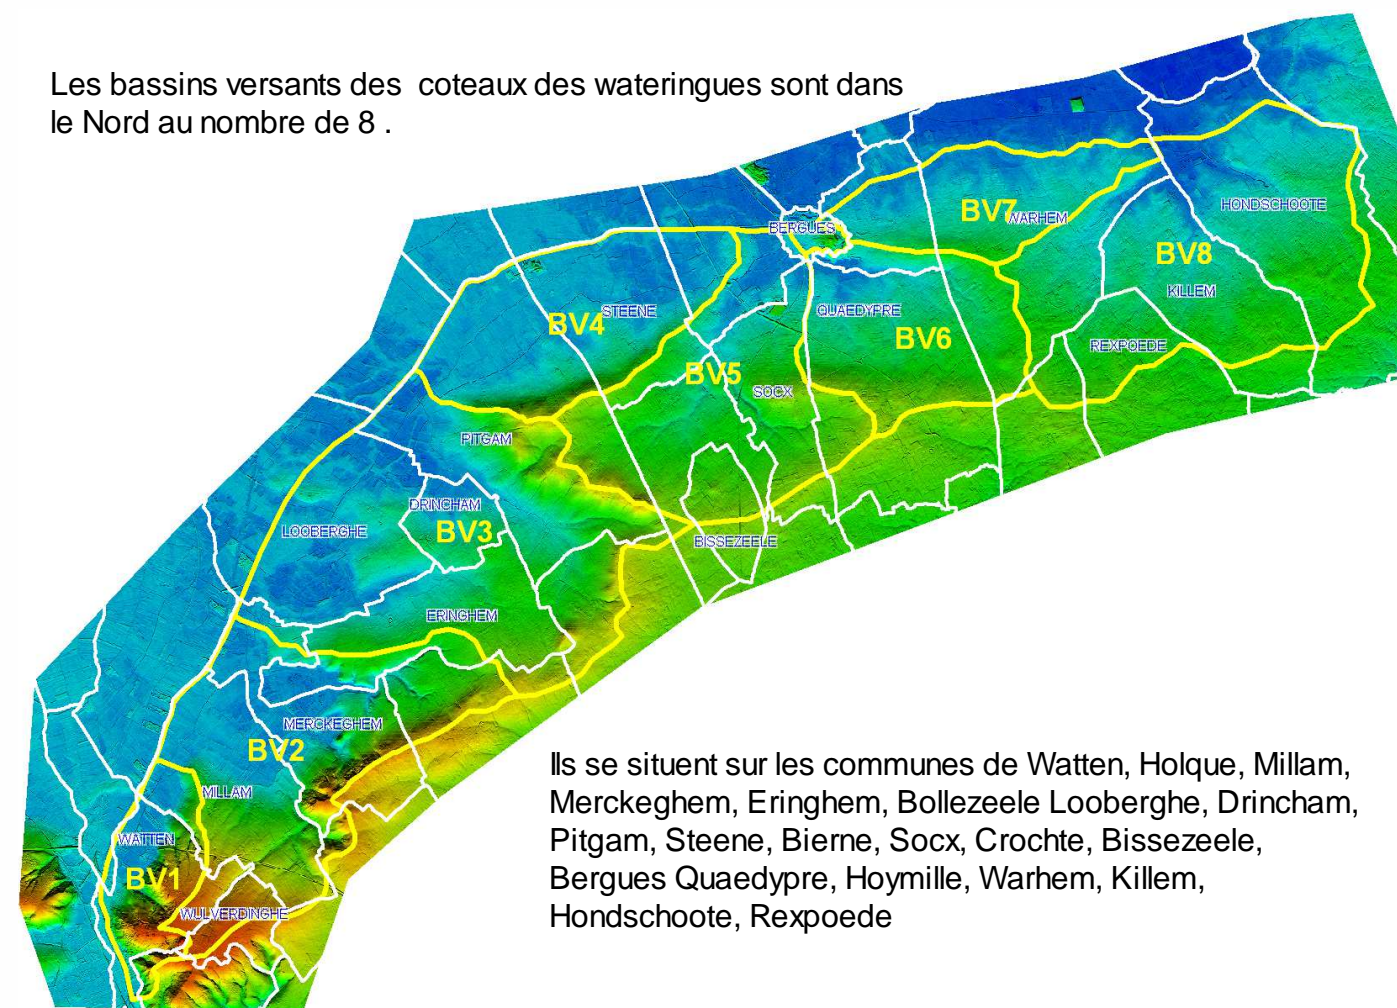 Les bassins versants des coteaux des wateringues sont dans
le Nord au nombre de 8 .
HONDSCHOOTE
BV7
WARHEM
BERGUES
BV8
KILLEM
STEENE
BV4
QUAEDYPRE
BV6
REXPOEDE
BV5
SOCX
PITGAM
DRINCHAM
LOOBERGHE
BV3
BISSEZEELE
ERINGHEM
MERCKEGHEM
BV2
MILLAM
WATTEN
BV1
WULVERDINGHE
Ils se situent sur les communes de Watten, Holque, Millam,
Merckeghem, Eringhem, Bollezeele Looberghe, Drincham,
Pitgam, Steene, Bierne, Socx, Crochte, Bissezeele,
Bergues Quaedypre, Hoymille, Warhem, Killem,
Hondschoote, Rexpoede